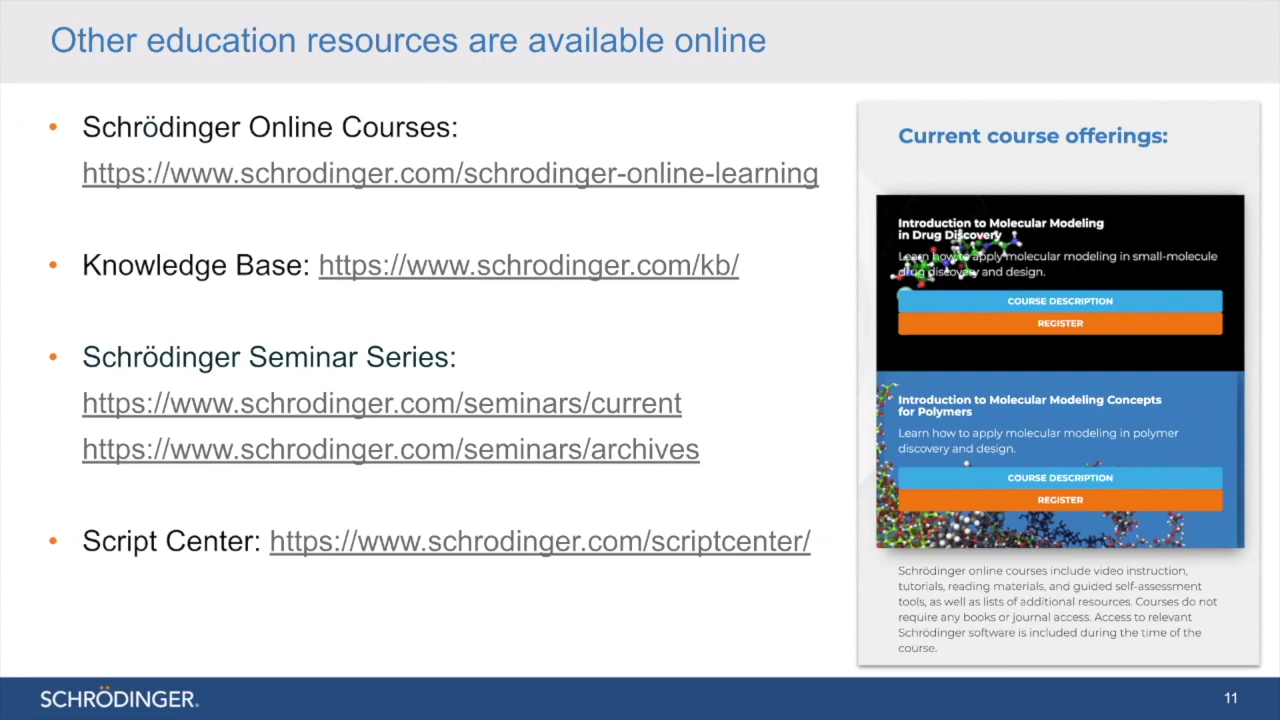 Other education resources are available online
• Schrödinger Online Courses:
https://www.schrodinger.com/schrodinger-online-learning
• Knowledge Base: https://www.schrodinger.com/kb/
• Schrödinger Seminar Series:
https://www.schrodinger.com/seminars/current
https://www.schrodinger.com/seminars/archives
• Script Center: https://www.schrodinger.com/scriptcenter/
Current course offerings:
Introduction to Molecular Modeling
in Drug Discovery
Learn how to apply molecular modeling in small-molecule
drug discovery and design.
COURSE DESCRIPTION
REGISTER
Introduction to Molecular Modeling Concepts
for Polymers
Learn how to apply molecular modeling in polymer
discovery and design.
COURSE DESCRIPTION
REGISTER
Schrödinger online courses include video instruction,
tutorials, reading materials, and guided self-assessment
tools, as well as lists of additional resources. Courses do not
require any books or journal access. Access to relevant
Schrödinger software is included during the time of the
course.
SCHRÖDINGER.
11